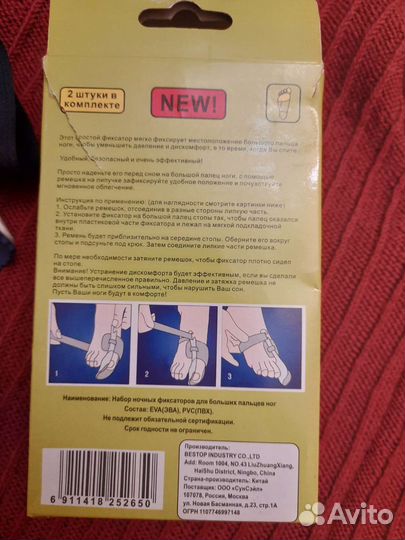 2 штуки в
комплекте
NEW!
Этот простой фиксатор мягко фиксирует местоположение большого пальца
ноге, чтобы уменьшить давление и дискомфорт, в то время, когда Вы спите.
Удобный, безопасный и очень эффективный!
Просто наденьте его перед сном на большой палец ноги, с помощью
ремешка на липучке зафиксируйте удобное положение и почувствуйте
мгновенное облегчение.
Инструкция по применению: (для наглядности смотрите картинки ниже)
1. Ослабьте ремешок, отсоединив в разные стороны липучую часть.
2. Установите фиксатор на большой палец стопы так, чтобы палец оказался
внутри пластиковой части фиксатора и лежал на мягкой подкладочной
ткани.
3. Ремень будет приблизительно на середине стопы. Оберните его вокруг
стопы и подсуньте под крюк. Затем соедините липкие части ремешка.
По мере необходимости затяните ремешок, чтобы фиксатор плотно сидел
на стопе.
Внимание! Устранение дискомфорта будет эффективным, если вы сделали
все вышеперечисленное правильно. Давление и затяжка ремешка не
должны быть слишком сильными, чтобы нарушить Ваш сон.
Пусть Ваши ноги будут в комфорте!
1 2 3
Наименование: Набор ночных фиксаторов для больших пальцев ног
Состав: EVA(ЭВА), PVC(ПВХ).
Не подлежит обязательной сертификации.
Срок годности не ограничен.
Производитель:
BESTOP INDUSTRY CO.,LTD
Add: Room 1004, NO.43 LiuZhuangXiang,
HaiShu District, Ningbo, China
Страна-производитель: Китай
Поставщик: ООО «СунСэйл»
107078, Россия, Москва
ул. Новая Басманная, д.23, стр.1А
ОГРН 1107746997148
6 911418 252650
Avito